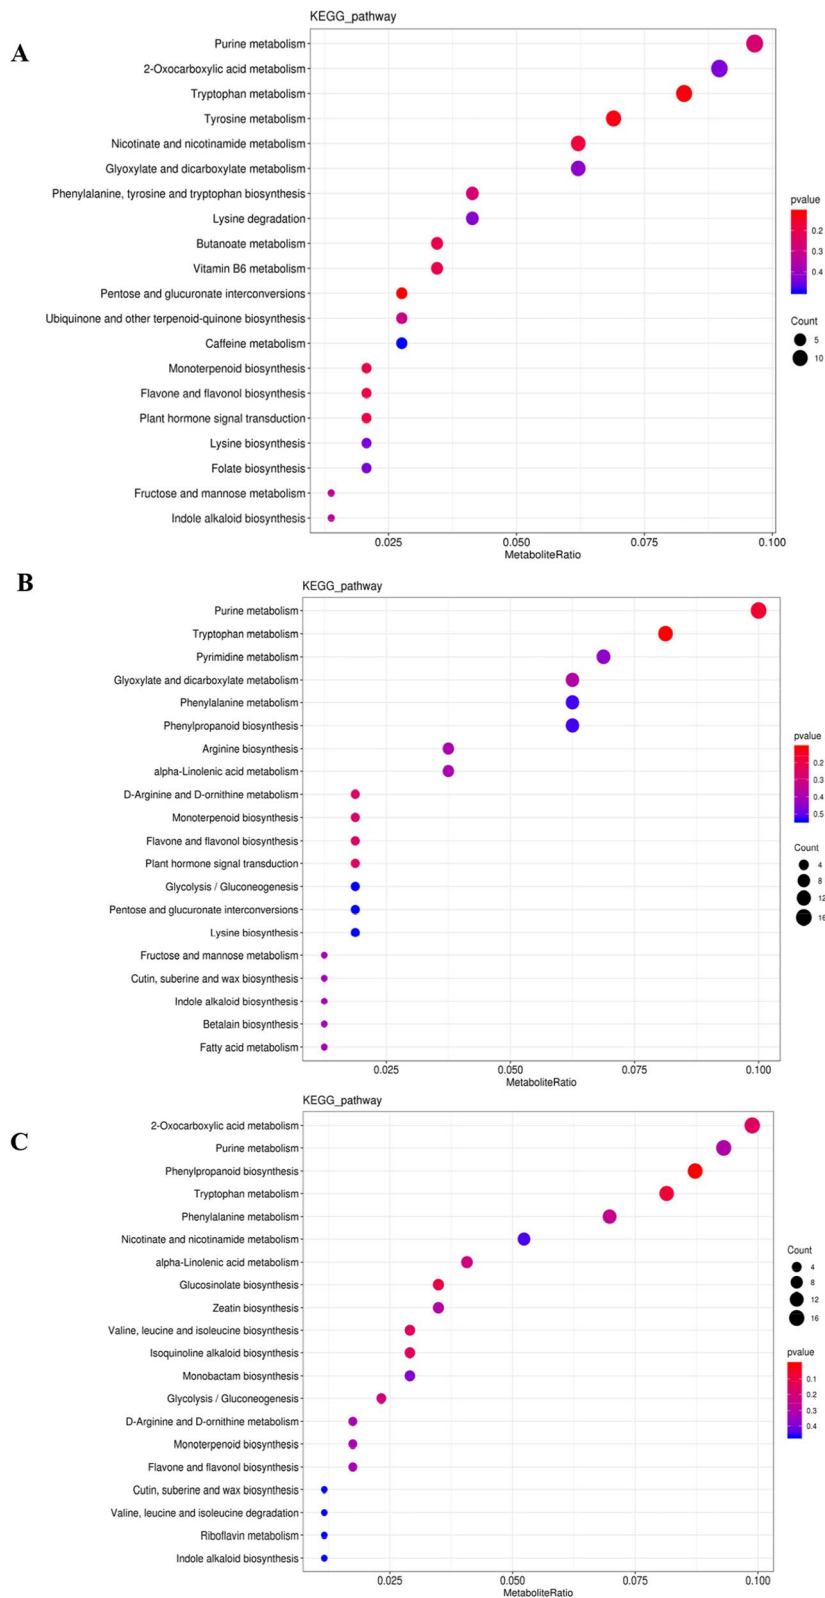 A
KEGG_pathway
Purine metabolism
2-Oxocarboxylic acid metabolism
Tryptophan metabolism
Tyrosine metabolism
Nicotinate and nicotinamide metabolism
Glyoxylate and dicarboxylate metabolism
Phenylalanine, tyrosine and tryptophan biosynthesis
Lysine degradation
Butanoate metabolism
Vitamin B6 metabolism
Pentose and glucuronate interconversions
Ubiquinone and other terpenoid-quinone biosynthesis
Caffeine metabolism
Monoterpenoid biosynthesis
Flavone and flavonol biosynthesis
Plant hormone signal transduction
Lysine biosynthesis
Folate biosynthesis
Fructose and mannose metabolism
Indole alkaloid biosynthesis
0.025 0.050 0.075 0.100
MetaboliteRatio
pvalue
0.2
0.3
0.4
Count
5
10
B
KEGG_pathway
Purine metabolism
Tryptophan metabolism
Pyrimidine metabolism
Glyoxylate and dicarboxylate metabolism
Phenylalanine metabolism
Phenylpropanoid biosynthesis
Arginine biosynthesis
alpha-Linolenic acid metabolism
D-Arginine and D-ornithine metabolism
Monoterpenoid biosynthesis
Flavone and flavonol biosynthesis
Plant hormone signal transduction
Glycolysis / Gluconeogenesis
Pentose and glucuronate interconversions
Lysine biosynthesis
Fructose and mannose metabolism
Cutin, suberine and wax biosynthesis
Indole alkaloid biosynthesis
Betalain biosynthesis
Fatty acid metabolism
0.025 0.050 0.075 0.100
MetaboliteRatio
pvalue
0.2
0.3
0.4
0.5
Count
4
8
12
16
C
KEGG_pathway
2-Oxocarboxylic acid metabolism
Purine metabolism
Phenylpropanoid biosynthesis
Tryptophan metabolism
Phenylalanine metabolism
Nicotinate and nicotinamide metabolism
alpha-Linolenic acid metabolism
Glucosinolate biosynthesis
Zeatin biosynthesis
Valine, leucine and isoleucine biosynthesis
Isoquinoline alkaloid biosynthesis
Monobactam biosynthesis
Glycolysis / Gluconeogenesis
D-Arginine and D-ornithine metabolism
Monoterpenoid biosynthesis
Flavone and flavonol biosynthesis
Cutin, suberine and wax biosynthesis
Valine, leucine and isoleucine degradation
Riboflavin metabolism
Indole alkaloid biosynthesis
0.025 0.050 0.075 0.100
MetaboliteRatio
Count
4
8
12
16
pvalue
0.1
0.2
0.3
0.4